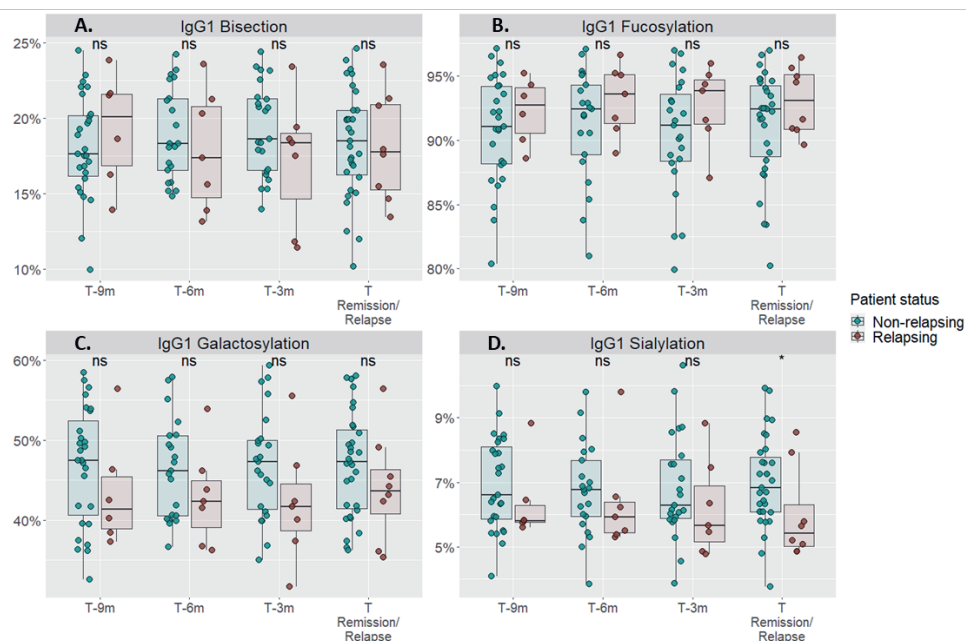 A. IgG1 Bisection
ns ns ns ns
25%
20%
15%
10%
T-9m T-6m T-3m T
Remission/
Relapse
B. IgG1 Fucosylation
ns ns ns ns
95%
90%
85%
80%
T-9m T-6m T-3m T
Remission/
Relapse
Patient status
Non-relapsing
Relapsing
C. IgG1 Galactosylation
ns ns ns ns
60%
50%
40%
T-9m T-6m T-3m T
Remission/
Relapse
D. IgG1 Sialylation
ns ns ns *
9%
7%
5%
T-9m T-6m T-3m T
Remission/
Relapse